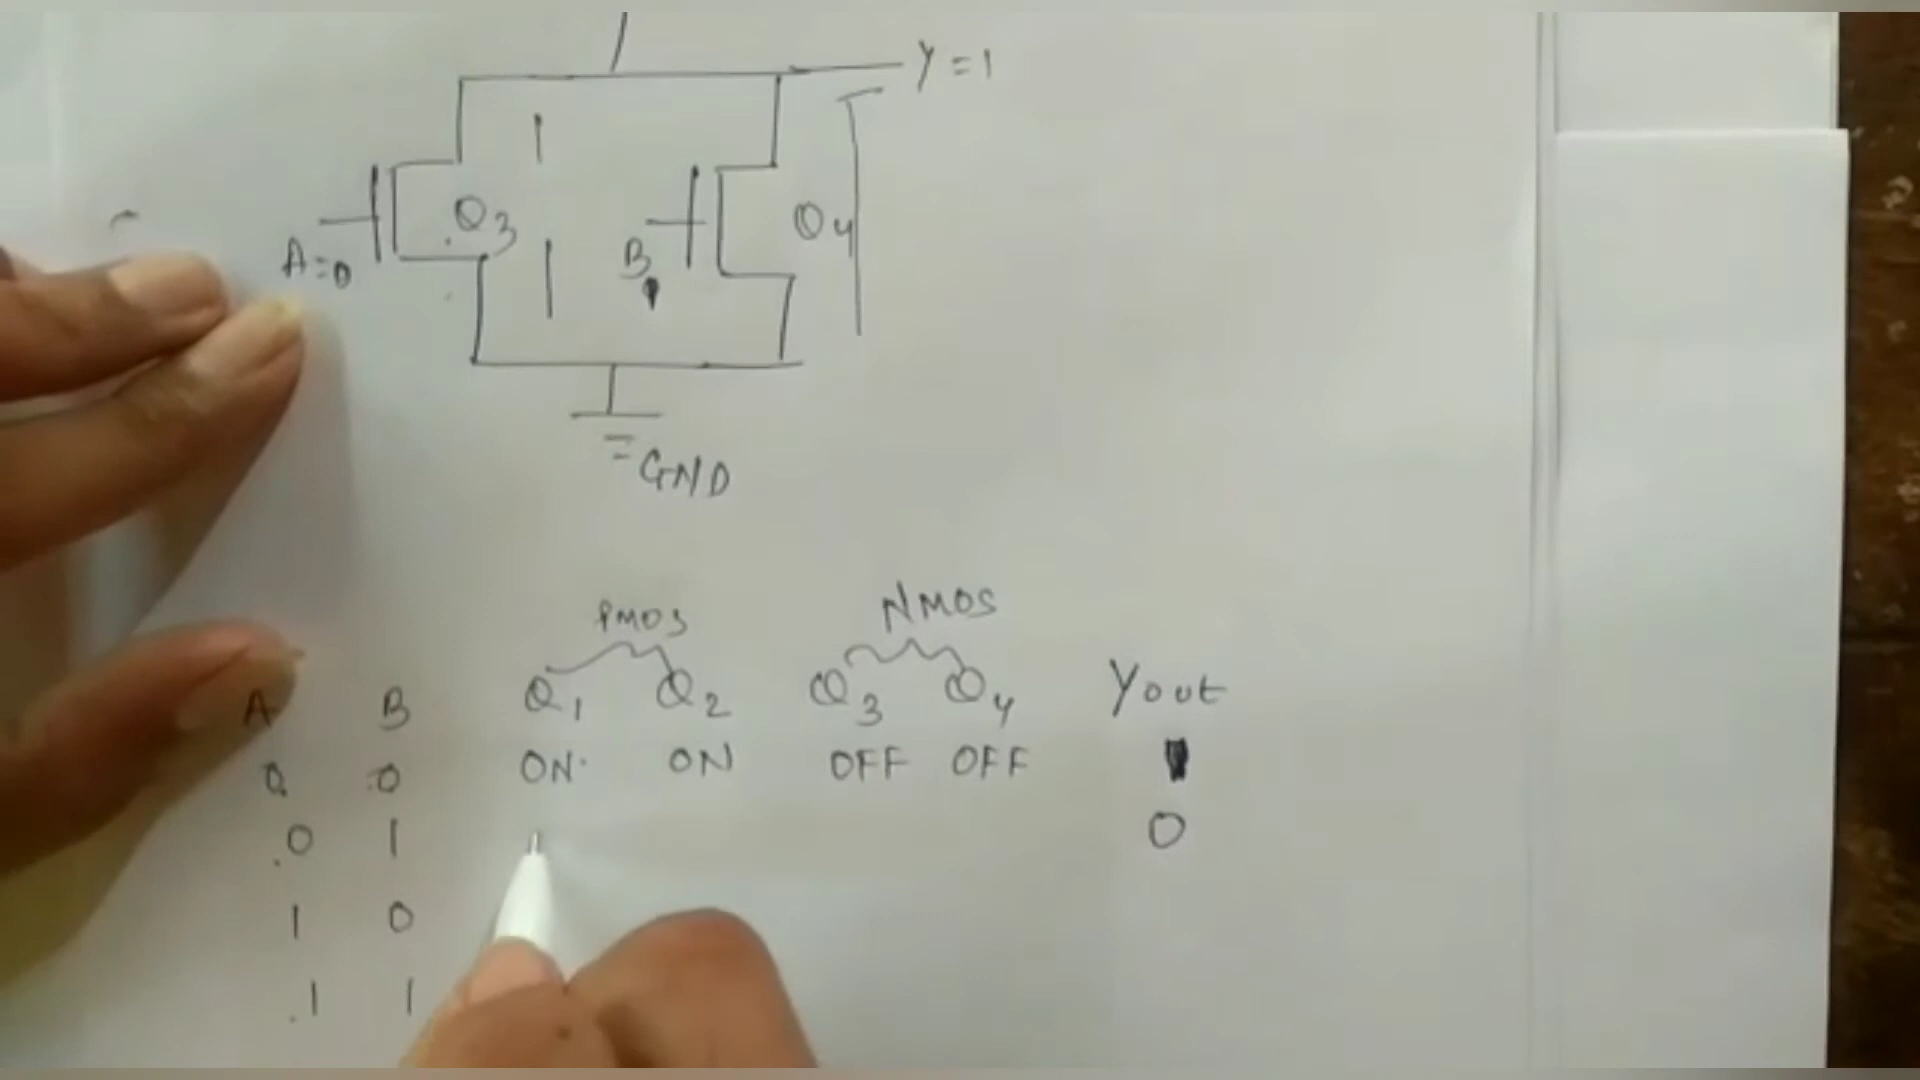 Y = 1
Q3
Q4
A=0
B
GND
PMOS NMOS
A B Q1 Q2 Q3 Q4 Yout
0 0 ON ON OFF OFF 1
0 1 0
1 0
1 1